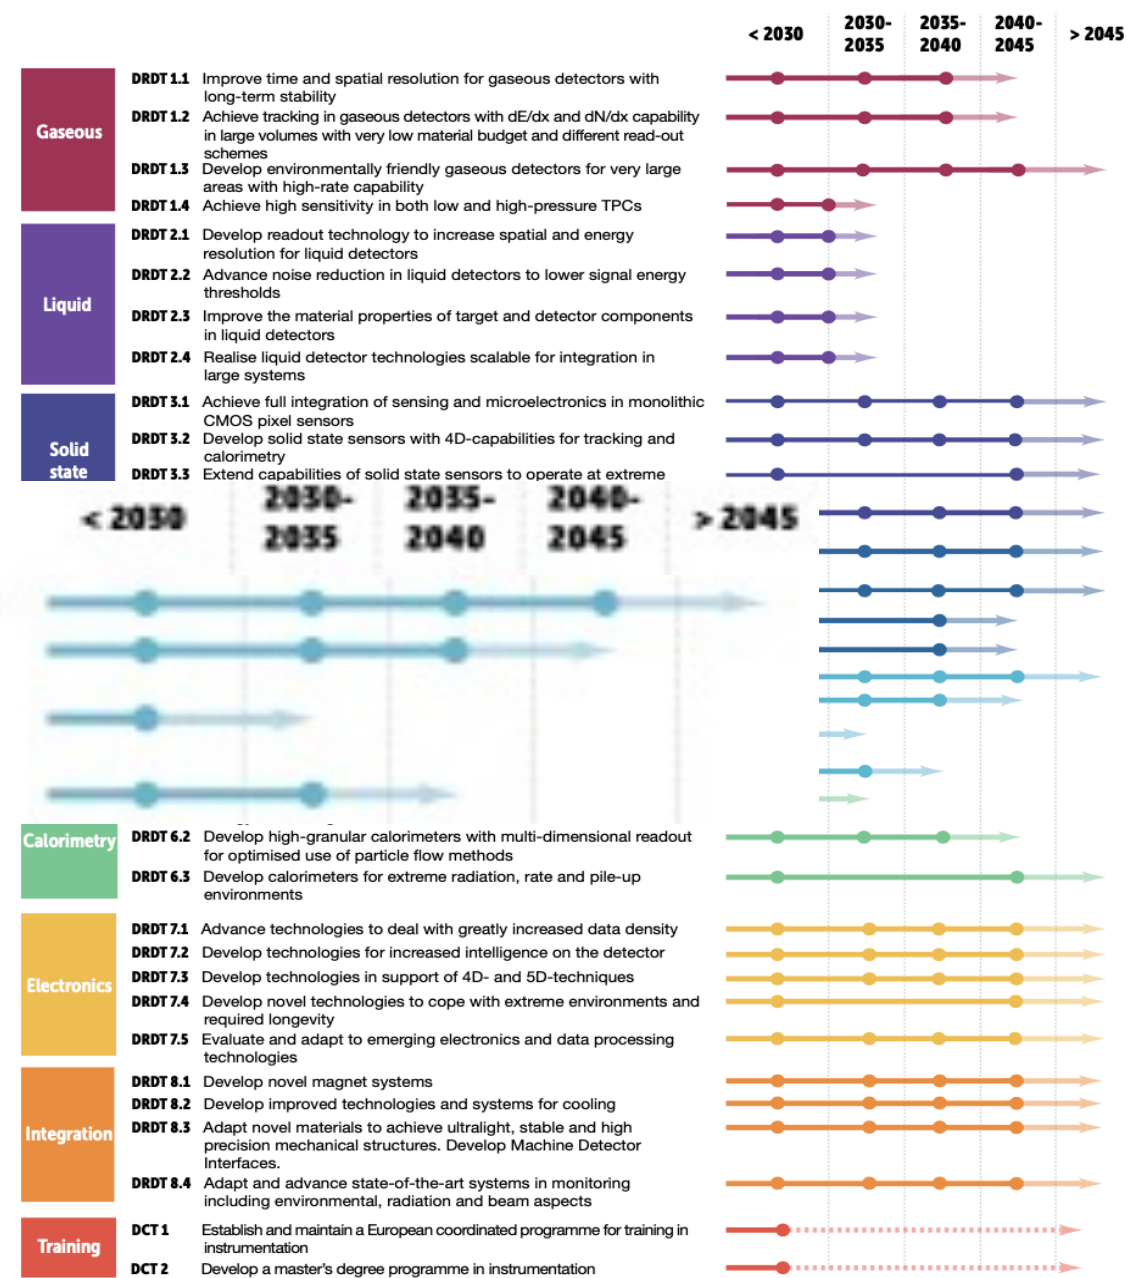 < 2030
2030-
2035
2035-
2040
2040-
2045
> 2045
Gaseous
DRDT 1.1 Improve time and spatial resolution for gaseous detectors with
long-term stability
DRDT 1.2 Achieve tracking in gaseous detectors with dE/dx and dN/dx capability
in large volumes with very low material budget and different read-out
schemes
DRDT 1.3 Develop environmentally friendly gaseous detectors for very large
areas with high-rate capability
DRDT 1.4 Achieve high sensitivity in both low and high-pressure TPCs
Liquid
DRDT 2.1 Develop readout technology to increase spatial and energy
resolution for liquid detectors
DRDT 2.2 Advance noise reduction in liquid detectors to lower signal energy
thresholds
DRDT 2.3 Improve the material properties of target and detector components
in liquid detectors
DRDT 2.4 Realise liquid detector technologies scalable for integration in
large systems
Solid
state
DRDT 3.1 Achieve full integration of sensing and microelectronics in monolithic
CMOS pixel sensors
DRDT 3.2 Develop solid state sensors with 4D-capabilities for tracking and
calorimetry
DRDT 3.3 Extend capabilities of solid state sensors to operate at extreme
< 2030
2030-
2035
2035-
2040
2040-
2045
> 2045
Calorimetry
DRDT 6.2 Develop high-granular calorimeters with multi-dimensional readout
for optimised use of particle flow methods
DRDT 6.3 Develop calorimeters for extreme radiation, rate and pile-up
environments
Electronics
DRDT 7.1 Advance technologies to deal with greatly increased data density
DRDT 7.2 Develop technologies for increased intelligence on the detector
DRDT 7.3 Develop technologies in support of 4D- and 5D-techniques
DRDT 7.4 Develop novel technologies to cope with extreme environments and
required longevity
DRDT 7.5 Evaluate and adapt to emerging electronics and data processing
technologies
Integration
DRDT 8.1 Develop novel magnet systems
DRDT 8.2 Develop improved technologies and systems for cooling
DRDT 8.3 Adapt novel materials to achieve ultralight, stable and high
precision mechanical structures. Develop Machine Detector
Interfaces.
DRDT 8.4 Adapt and advance state-of-the-art systems in monitoring
including environmental, radiation and beam aspects
Training
DCT 1 Establish and maintain a European coordinated programme for training in
instrumentation
DCT 2 Develop a master's degree programme in instrumentation